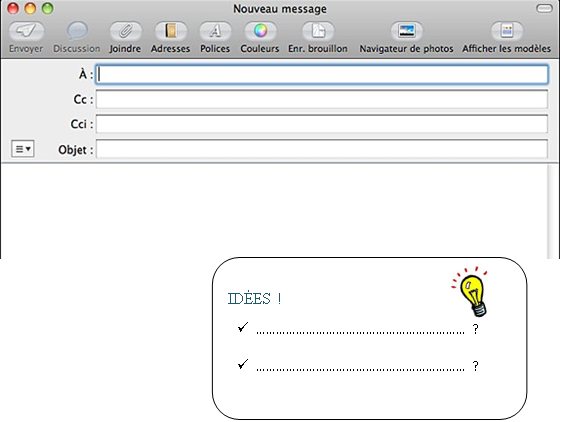 Nouveau message
Envoyer Discussion Joindre Adresses Polices Couleurs Enr. brouillon Navigateur de photos Afficher les modèles
À :
Cc :
Cci :
Objet :
IDÉES !
✓ ........................................................... ?
✓ ........................................................... ?